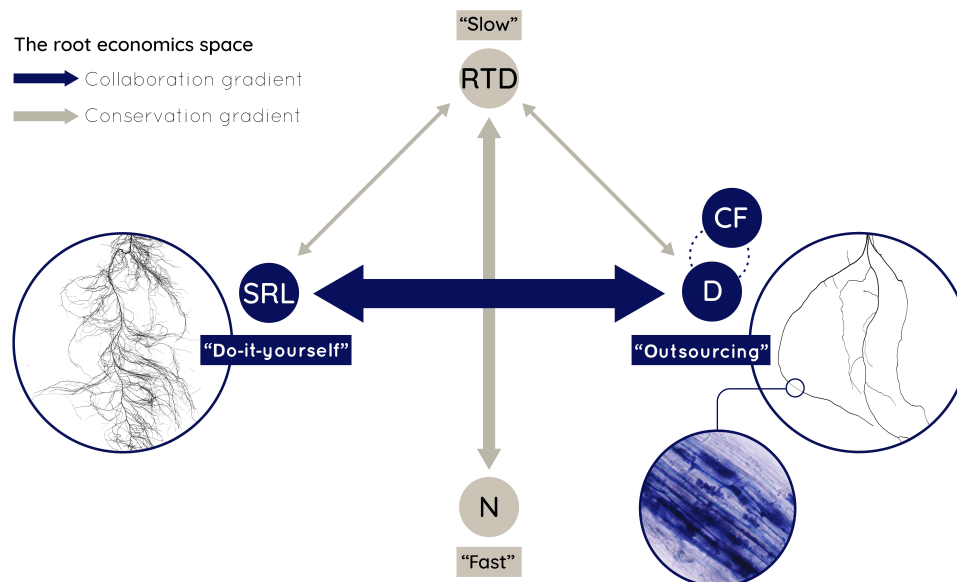 “Slow”
The root economics space
RTD
Collaboration gradient
Conservation gradient
CF
SRL
D
“Do-it-yourself”
“Outsourcing”
N
“Fast”